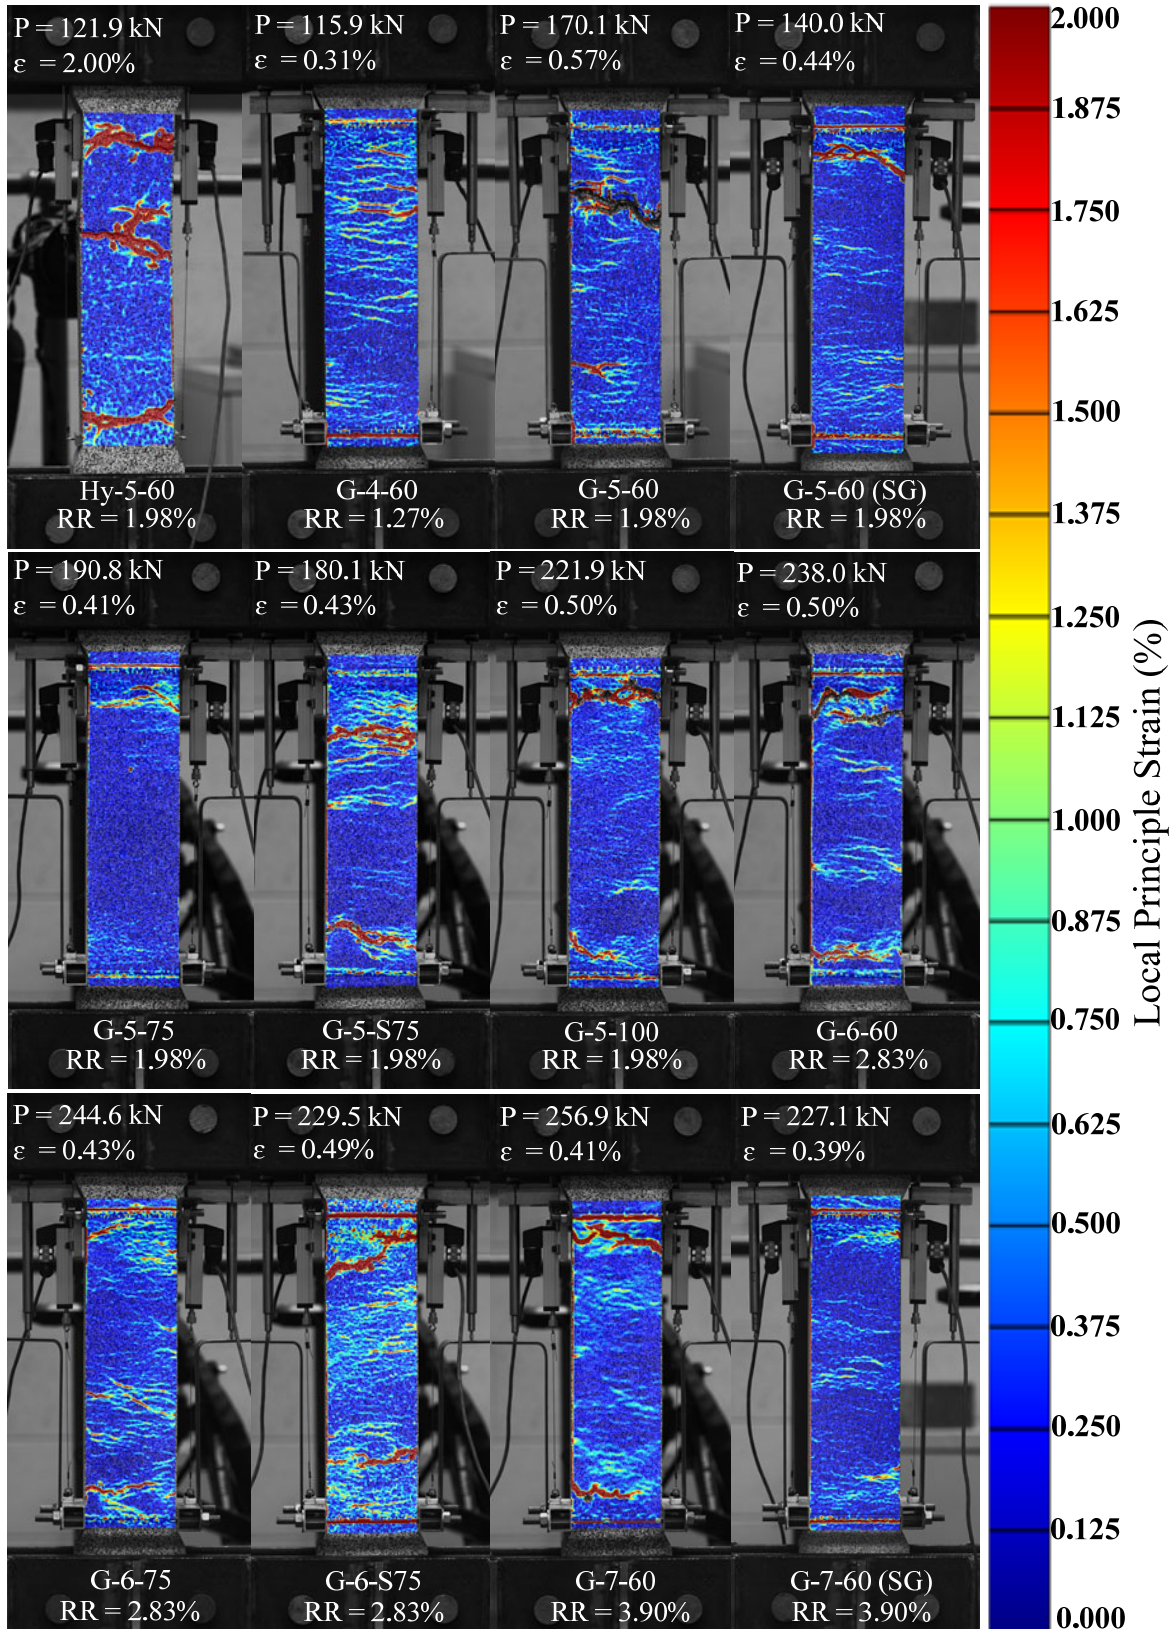 P = 121.9 kN
ε = 2.00%
P = 115.9 kN
ε = 0.31%
P = 170.1 kN
ε = 0.57%
P = 140.0 kN
ε = 0.44%
Hy-5-60
RR = 1.98%
G-4-60
RR = 1.27%
G-5-60
RR = 1.98%
G-5-60 (SG)
RR = 1.98%
P = 190.8 kN
ε = 0.41%
P = 180.1 kN
ε = 0.43%
P = 221.9 kN
ε = 0.50%
P = 238.0 kN
ε = 0.50%
G-5-75
RR = 1.98%
G-5-S75
RR = 1.98%
G-5-100
RR = 1.98%
G-6-60
RR = 2.83%
P = 244.6 kN
ε = 0.43%
P = 229.5 kN
ε = 0.49%
P = 256.9 kN
ε = 0.41%
P = 227.1 kN
ε = 0.39%
G-6-75
RR = 2.83%
G-6-S75
RR = 2.83%
G-7-60
RR = 3.90%
G-7-60 (SG)
RR = 3.90%
2.000
1.875
1.750
1.625
1.500
1.375
1.250
1.125
1.000
0.875
0.750
0.625
0.500
0.375
0.250
0.125
0.000
Local Principle Strain (%)